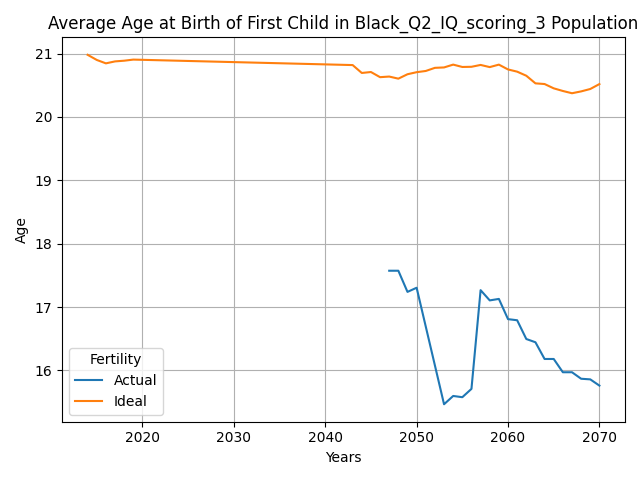 Average Age at Birth of First Child in Black_Q2_IQ_scoring_3 Population
21
20
19
18
17
16
Age
Fertility
Actual
Ideal
2020 2030 2040 2050 2060 2070
Years